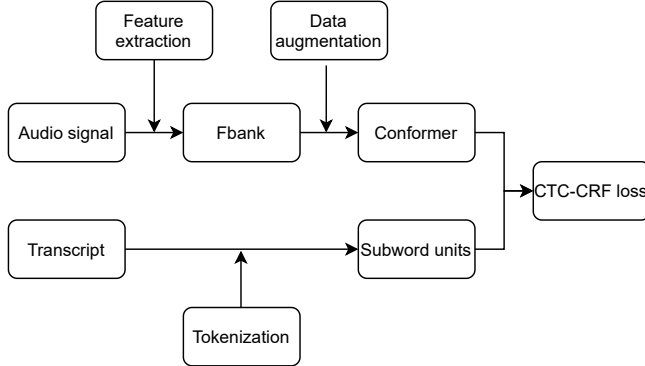 Feature
extraction
Data
augmentation
Audio signal
Fbank
Conformer
CTC-CRF loss
Transcript
Subword units
Tokenization